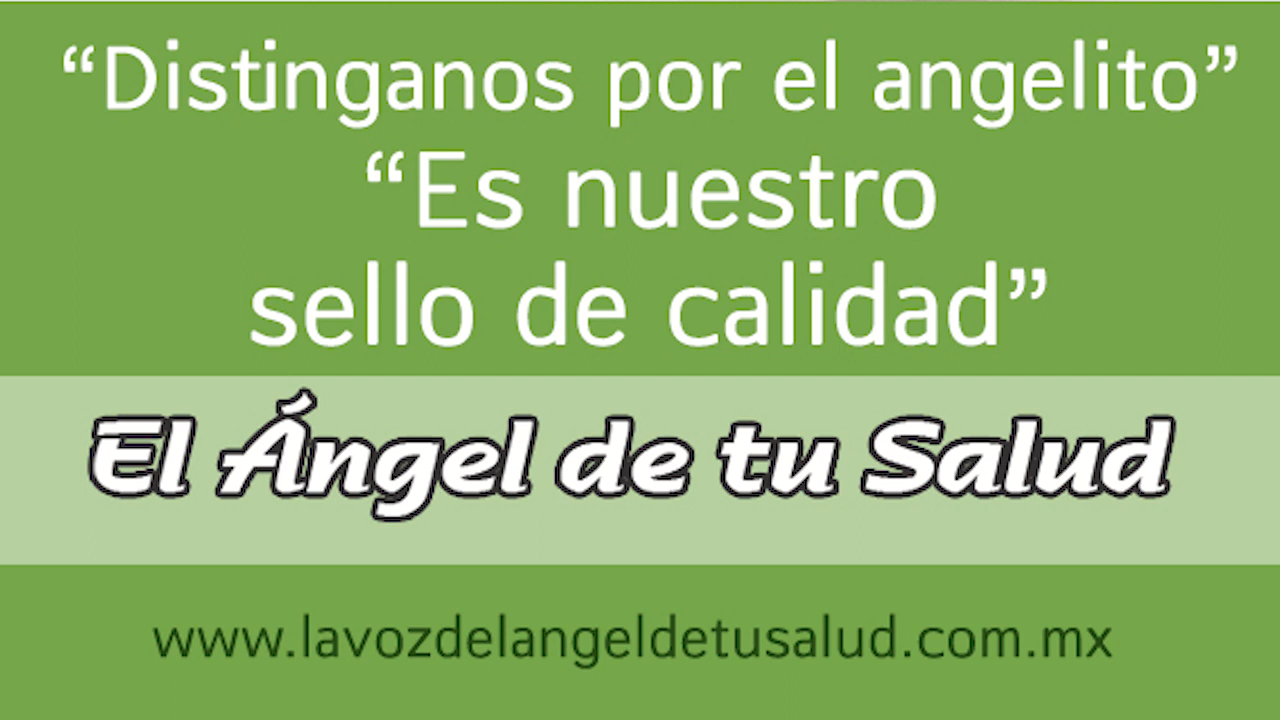 “Distinganos por el angelito”
“Es nuestro
sello de calidad”
El Ángel de tu Salud
www.lavozdelangeldetusalud.com.mx